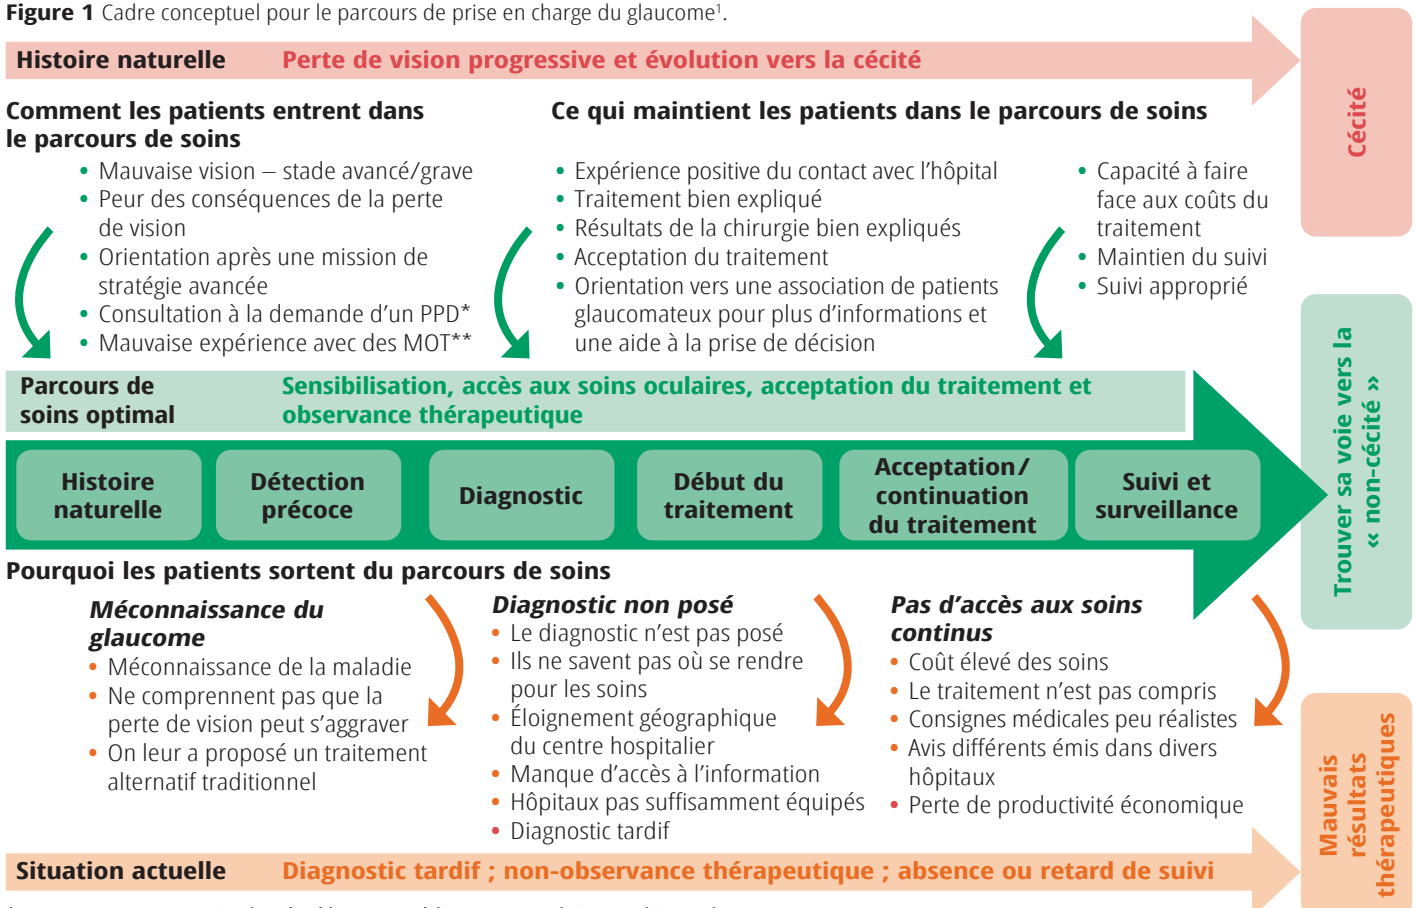 Figure 1 Cadre conceptuel pour le parcours de prise en charge du glaucome¹.
Histoire naturelle Perte de vision progressive et évolution vers la cécité
Cécité
Comment les patients entrent dans
le parcours de soins
• Mauvaise vision – stade avancé/grave
• Peur des conséquences de la perte
de vision
• Orientation après une mission de
stratégie avancée
• Consultation à la demande d'un PPD*
• Mauvaise expérience avec des MOT**
Ce qui maintient les patients dans le parcours de soins
• Expérience positive du contact avec l'hôpital
• Traitement bien expliqué
• Résultats de la chirurgie bien expliqués
• Acceptation du traitement
• Orientation vers une association de patients
glaucomateux pour plus d'informations et
une aide à la prise de décision
• Capacité à faire
face aux coûts du
traitement
• Maintien du suivi
• Suivi approprié
Parcours de
soins optimal
Sensibilisation, accès aux soins oculaires, acceptation du traitement et
observance thérapeutique
Histoire
naturelle
Détection
précoce
Diagnostic
Début du
traitement
Acceptation/
continuation
du traitement
Suivi et
surveillance
Trouver sa voie vers la
« non-cécité »
Pourquoi les patients sortent du parcours de soins
Méconnaissance du
glaucome
• Méconnaissance de la maladie
• Ne comprennent pas que la
perte de vision peut s'aggraver
• On leur a proposé un traitement
alternatif traditionnel
Diagnostic non posé
• Le diagnostic n'est pas posé
• Ils ne savent pas où se rendre
pour les soins
• Éloignement géographique
du centre hospitalier
• Manque d'accès à l'information
• Hôpitaux pas suffisamment équipés
• Diagnostic tardif
Pas d'accès aux soins
continus
• Coût élevé des soins
• Le traitement n'est pas compris
• Consignes médicales peu réalistes
• Avis différents émis dans divers
hôpitaux
• Perte de productivité économique
Situation actuelle Diagnostic tardif ; non-observance thérapeutique ; absence ou retard de suivi
Mauvais
résultats
thérapeutiques